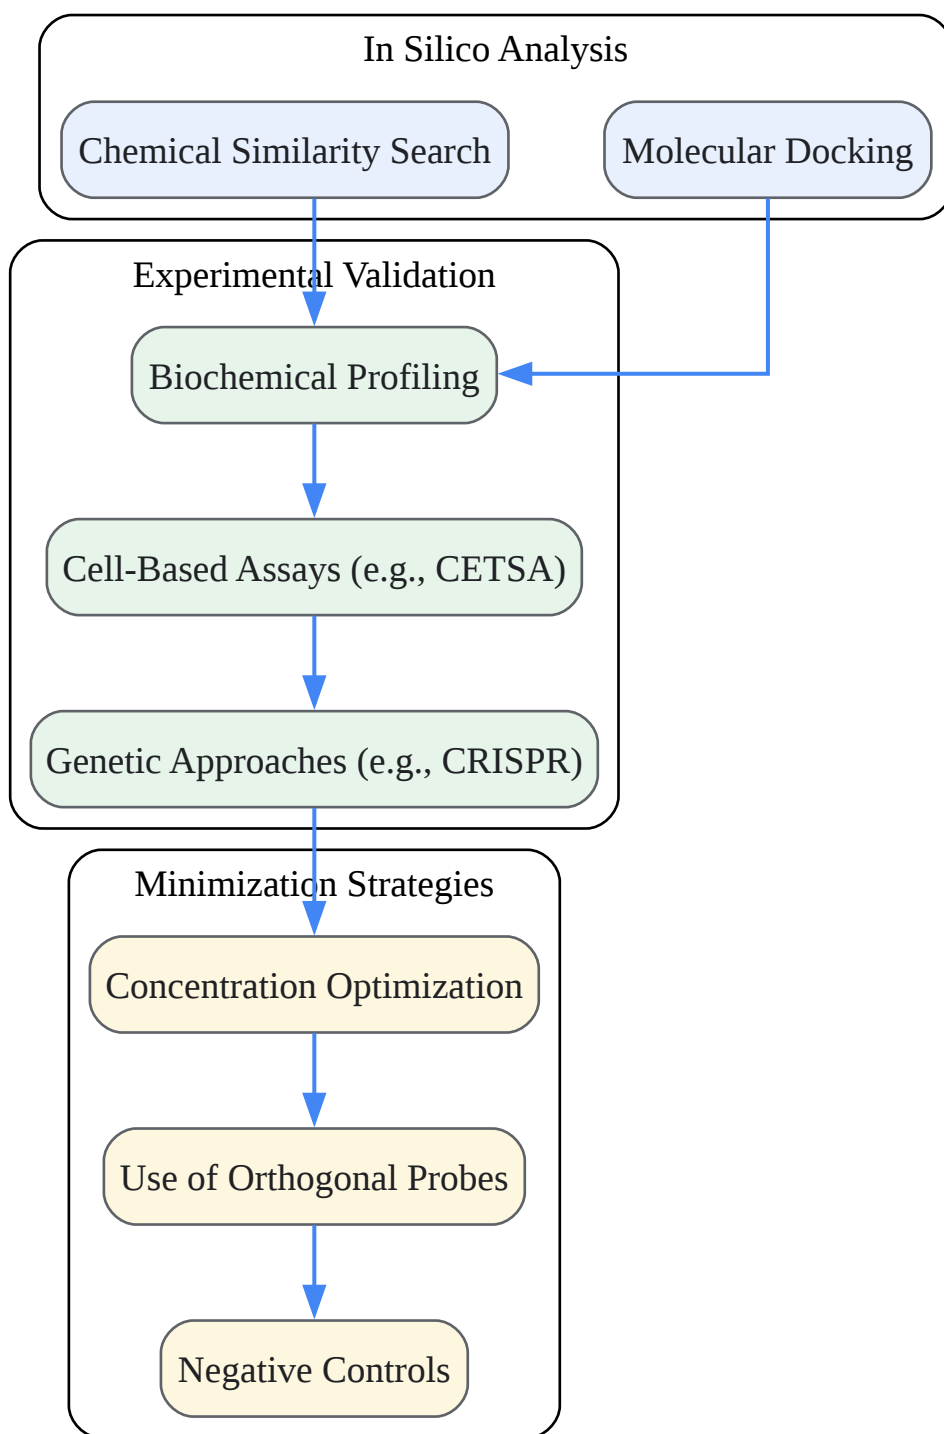 In Silico Analysis
Chemical Similarity Search
Molecular Docking
Experimental Validation
Biochemical Profiling
Cell-Based Assays (e.g., CETSA)
Genetic Approaches (e.g., CRISPR)
Minimization Strategies
Concentration Optimization
Use of Orthogonal Probes
Negative Controls